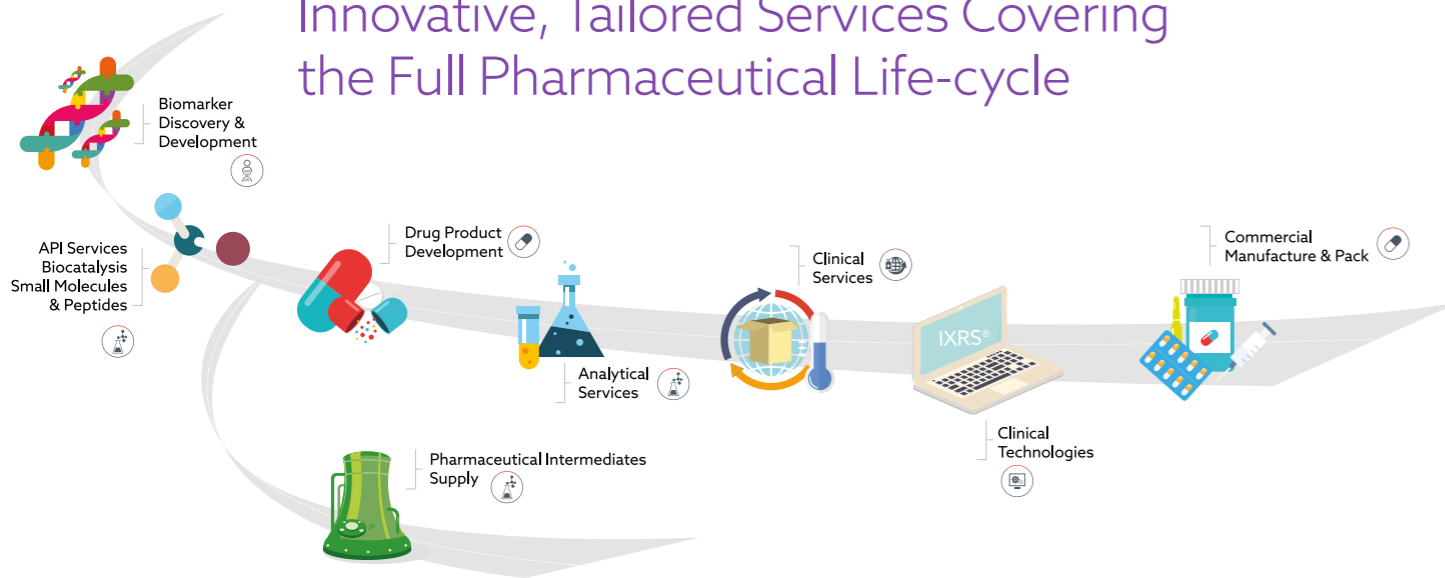 Innovative, Tailored Services Covering
the Full Pharmaceutical Life-cycle
Biomarker
Discovery &
Development
API Services
Biocatalysis
Small Molecules
& Peptides
Drug Product
Development
Analytical
Services
Clinical
Services
IXRS®
Clinical
Technologies
Commercial
Manufacture & Pack
Pharmaceutical Intermediates
Supply